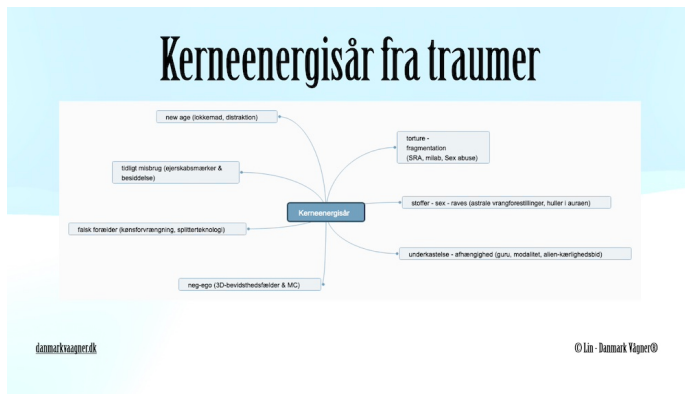 Kerneenergisår fra traumer
new age (lokkemad, distraktion)
torture -
fragmentation
(SRA, milab, Sex abuse)
tidligt misbrug (ejerskabsmærker &
besiddelse)
stoffer - sex - raves (astrale vrangforestillinger, huller i auraen)
Kerneenergisår
falsk forælder (kønsforvrængning, splitterteknologi)
underkastelse - afhængighed (guru, modalitet, alien-kærlighedsbid)
neg-ego (3D-bevidsthedsfælder & MC)
danmarkvaagner.dk
© Lin - Danmark Vågner®